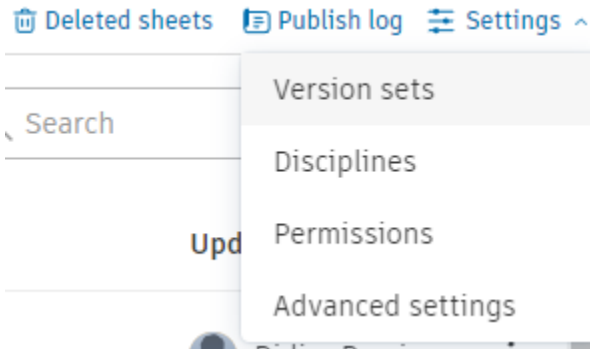 Deleted sheets Publish log Settings
Version sets
Search
Disciplines
Permissions
Advanced settings